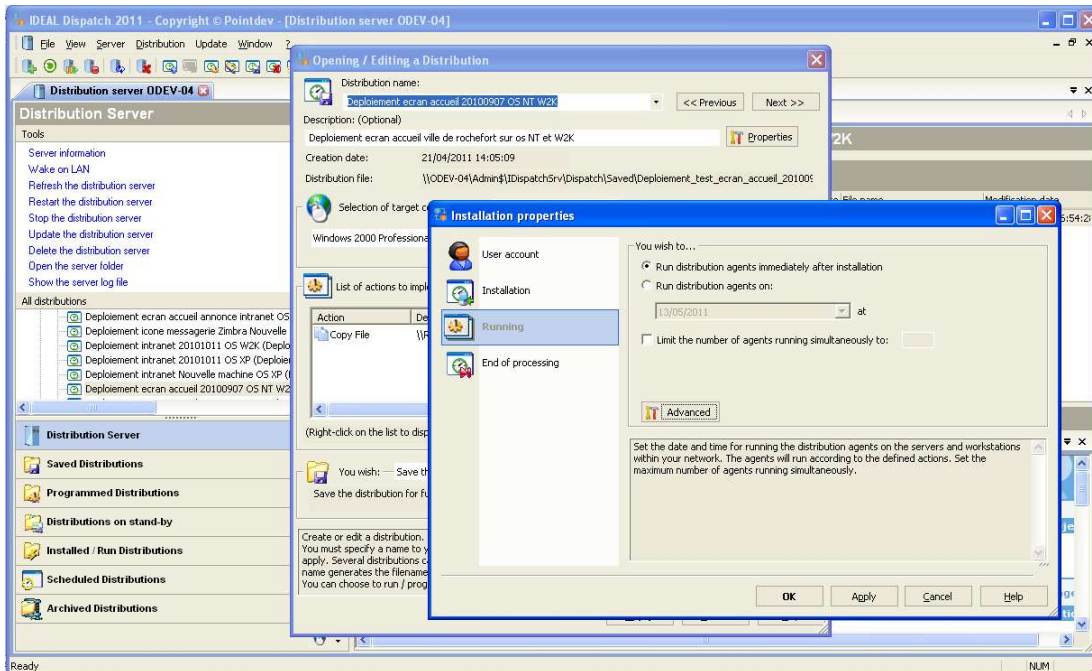 IDEAL Dispatch 2011 - Copyright © Pointdev - [Distribution server ODEV-04]
File View Server Distribution Update Window ?
Distribution server ODEV-04
Distribution Server
Tools
Server information
Wake on LAN
Refresh the distribution server
Restart the distribution server
Stop the distribution server
Update the distribution server
Delete the distribution server
Open the server folder
Show the server log file
All distributions
Deploiement ecran accueil annonce intranet OS
Deploiement icone messagerie Zimbra Nouvelle
Deploiement intranet 20101011 OS W2K (Deplo
Deploiement intranet 20101011 OS XP (Deploie
Deploiement intranet Nouvelle machine OS XP (
Deploiement ecran accueil 20100907 OS NT W2
Distribution Server
Saved Distributions
Programmed Distributions
Distributions on stand-by
Installed / Run Distributions
Scheduled Distributions
Archived Distributions
Ready
Opening / Editing a Distribution
Distribution name:
Deploiement ecran accueil 20100907 OS NT W2K
<< Previous
Next >>
Description: (Optional)
Deploiement ecran accueil ville de rochefort sur os NT et W2K
Properties
Creation date: 21/04/2011 14:05:09
Distribution file: \\ODEV-04\Admin$\IDispatchSrv\Dispatch\Saved\Deploiement_test_ecran_accueil_201009
Selection of target c
Windows 2000 Professiona
List of actions to impl
Action
De
Copy File
\\R
(Right-click on the list to disp
You wish:
Save th
Save the distribution for fu
Create or edit a distribution.
You must specify a name to y
apply. Several distributions c
name generates the filename
You can choose to run / prog
2K
File name
Modification date
5:54:2
Installation properties
User account
Installation
Running
End of processing
You wish to...
Run distribution agents immediately after installation
Run distribution agents on:
13/05/2011
at
Limit the number of agents running simultaneously to:
Advanced
Set the date and time for running the distribution agents on the servers and workstations
within your network. The agents will run according to the defined actions. Set the
maximum number of agents running simultaneously.
OK
Apply
Cancel
Help
NUM